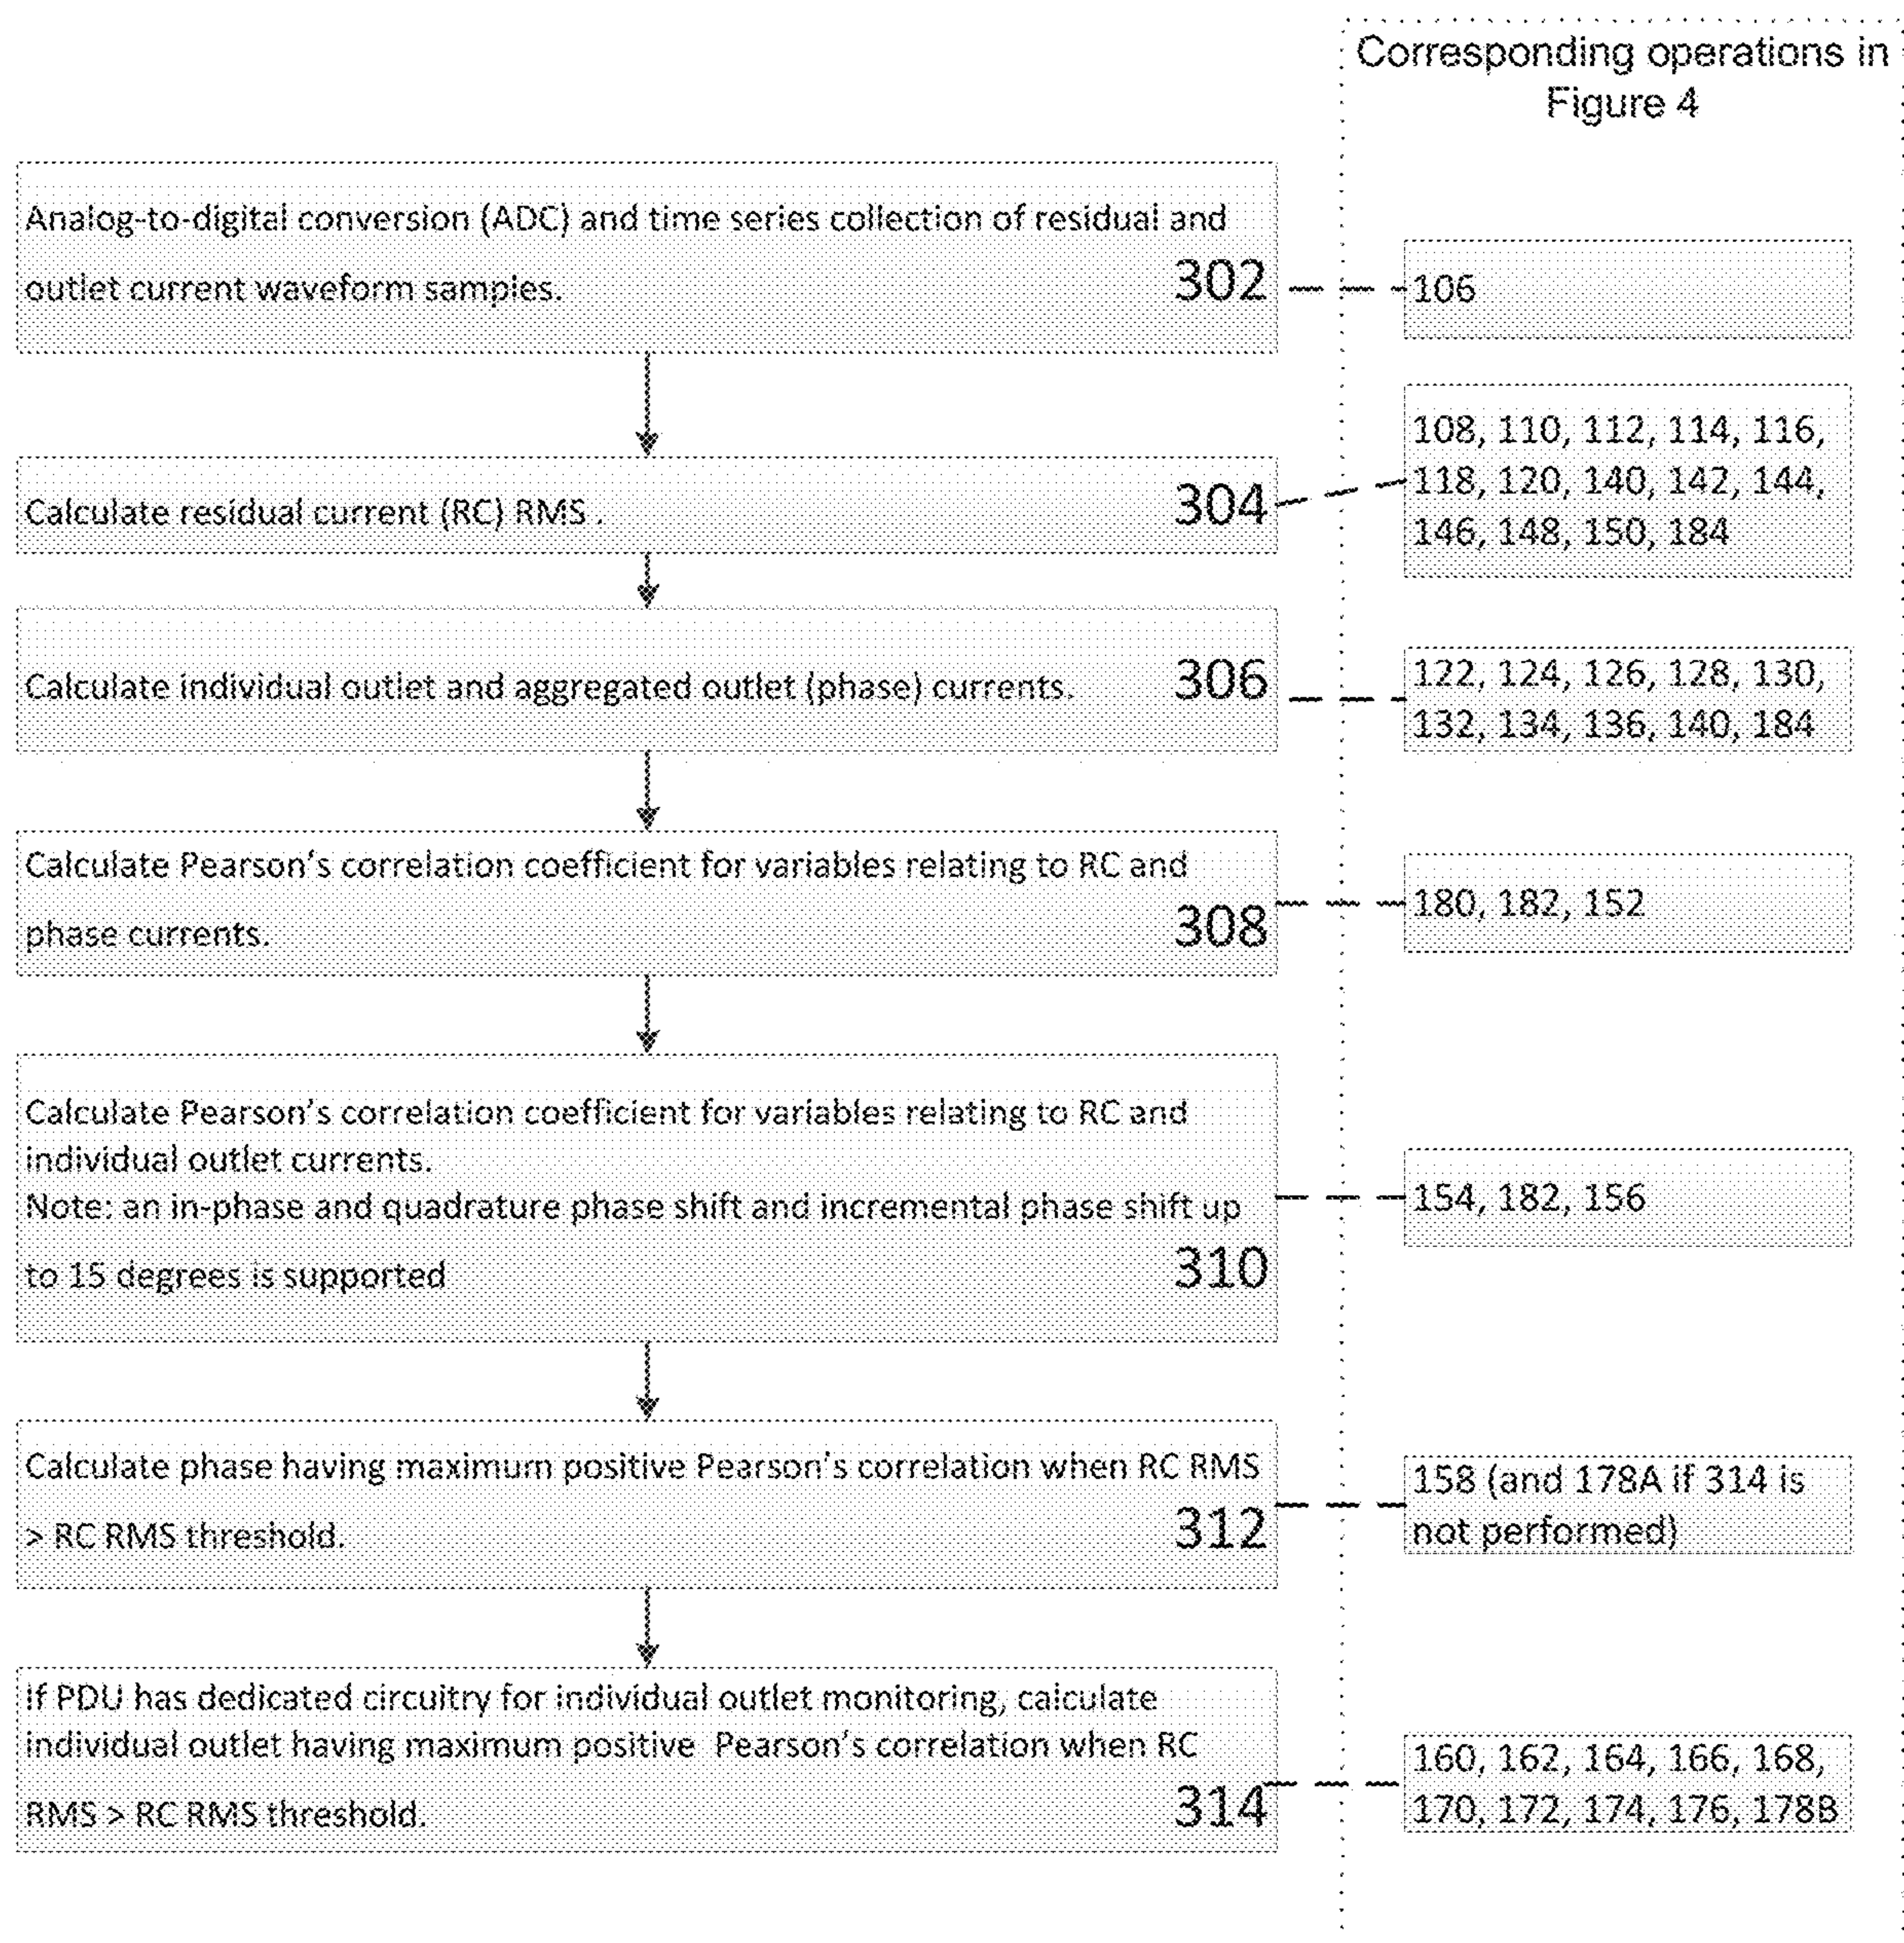 Corresponding operations in
Figure 4
Analog-to-digital conversion (ADC) and time series collection of residual and
outlet current waveform samples.
302
106
Calculate residual current (RC) RMS .
304
108, 110, 112, 114, 116,
118, 120, 140, 142, 144,
146, 148, 150, 184
Calculate individual outlet and aggregated outlet (phase) currents.
306
122, 124, 126, 128, 130,
132, 134, 136, 140, 184
Calculate Pearson's correlation coefficient for variables relating to RC and
phase currents.
308
180, 182, 152
Calculate Pearson's correlation coefficient for variables relating to RC and
individual outlet currents.
Note: an in-phase and quadrature phase shift and incremental phase shift up
to 15 degrees is supported
310
154, 182, 156
Calculate phase having maximum positive Pearson's correlation when RC RMS
> RC RMS threshold.
312
158 (and 178A if 314 is
not performed)
If PDU has dedicated circuitry for individual outlet monitoring, calculate
individual outlet having maximum positive Pearson's correlation when RC
RMS > RC RMS threshold.
314
160, 162, 164, 166, 168,
170, 172, 174, 176, 178B